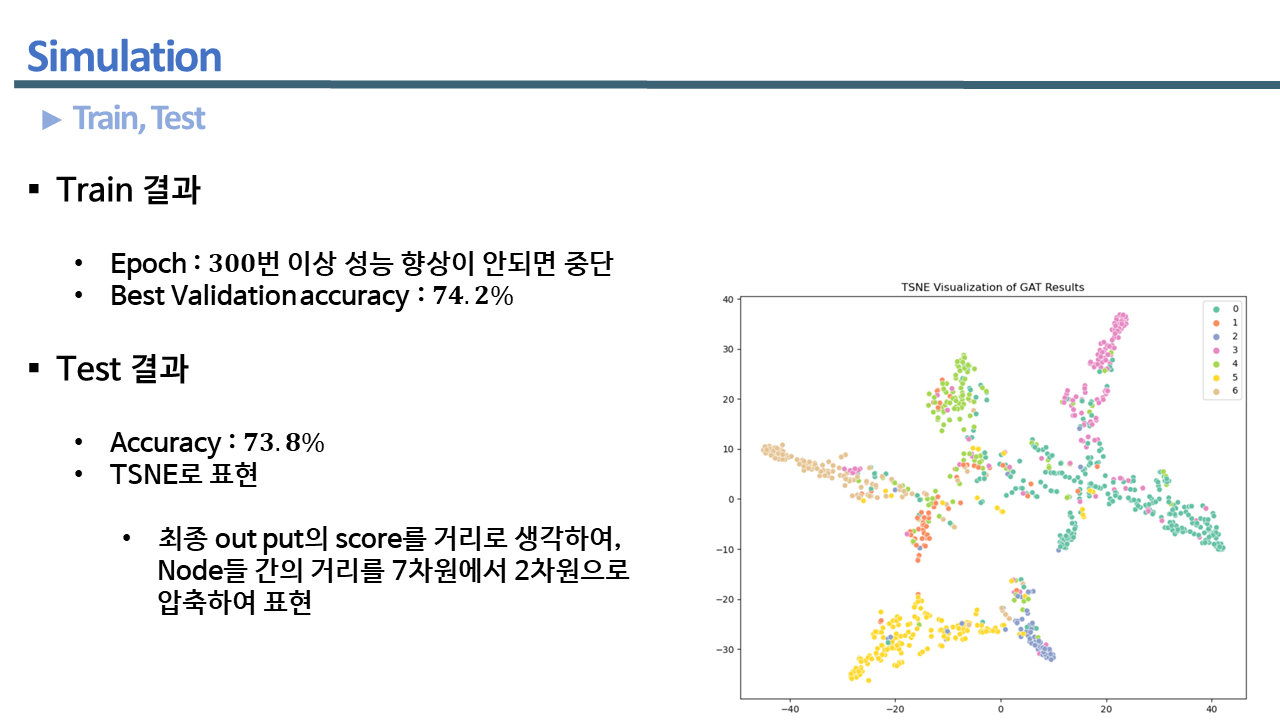 Simulation
► Train, Test
▪ Train 결과
• Epoch : 300번 이상 성능 향상이 안되면 중단
• Best Validation accuracy : 74.2%
▪ Test 결과
• Accuracy : 73.8%
• TSNE로 표현
• 최종 out put의 score를 거리로 생각하여,
Node들 간의 거리를 7차원에서 2차원으로
압축하여 표현
TSNE Visualization of GAT Results
40
30
20
10
0
−10
−20
−30
−40
−20
0
20
40
0
1
2
3
4
5
6